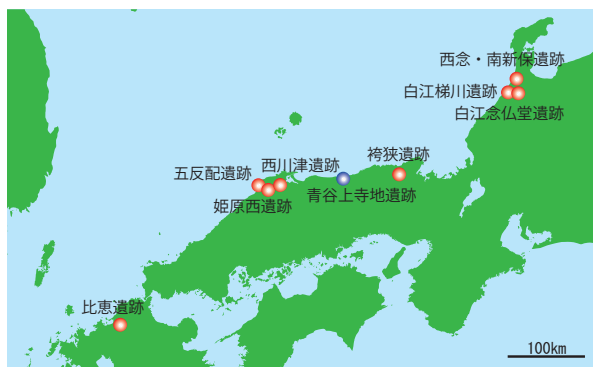 西念・南新保遺跡
白江梯川遺跡
白江念仏堂遺跡
袴狭遺跡
西川津遺跡
五反配遺跡
青谷上寺地遺跡
姫原西遺跡
比恵遺跡
100km